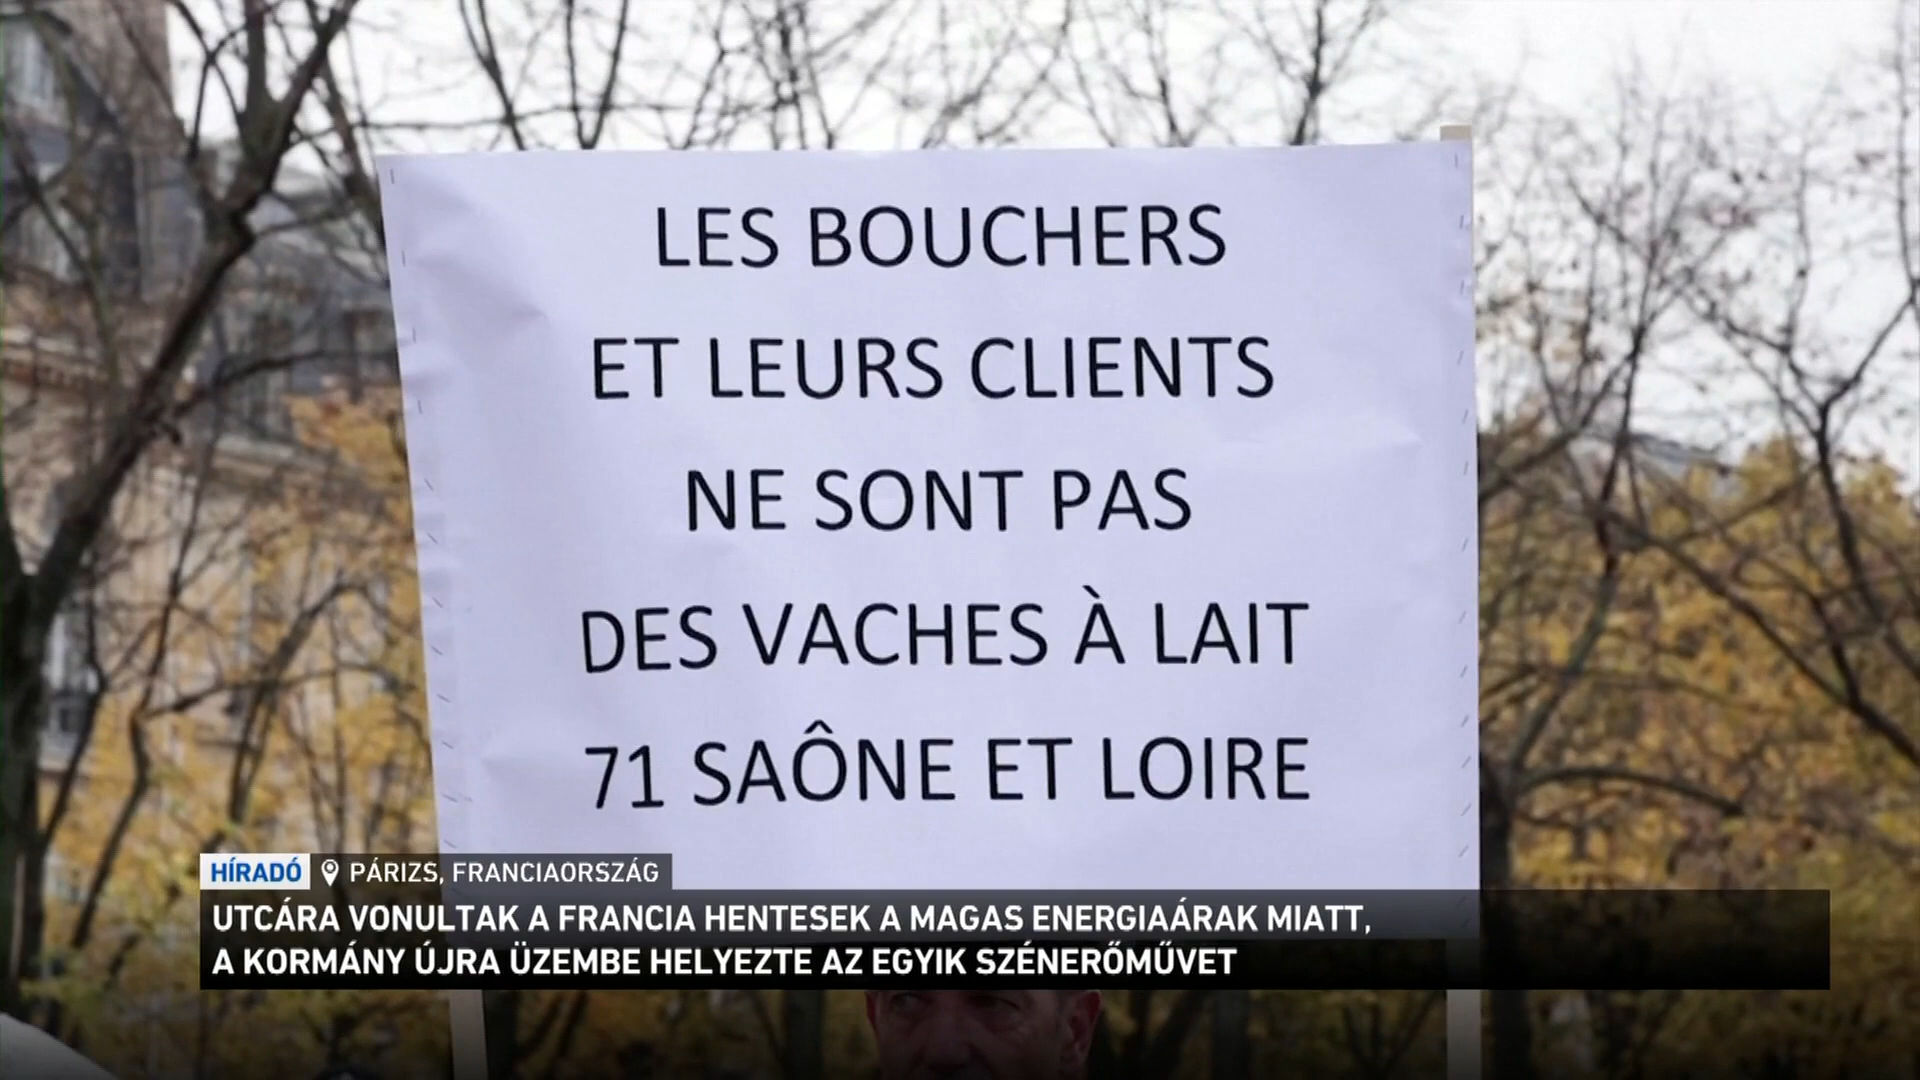 LES BOUCHERS
ET LEURS CLIENTS
NE SONT PAS
DES VACHES À LAIT
71 SAÔNE ET LOIRE
HÍRADÓ PÁRIZS, FRANCIAORSZÁG
UTCÁRA VONULTAK A FRANCIA HENTESEK A MAGAS ENERGIAÁRAK MIATT,
A KORMÁNY ÚJRA ÜZEMBE HELYEZTE AZ EGYIK SZÉNERŐMŰVET